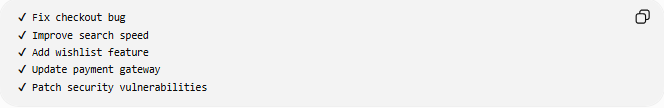 ✓ Fix checkout bug
✓ Improve search speed
✓ Add wishlist feature
✓ Update payment gateway
✓ Patch security vulnerabilities